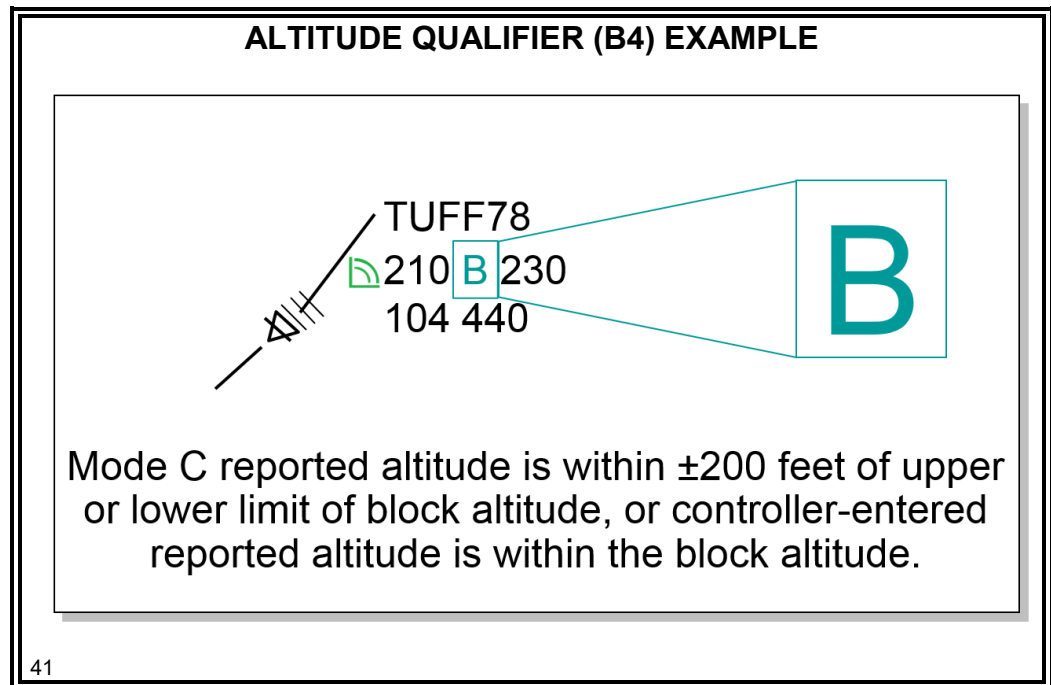 ALTITUDE QUALIFIER (B4) EXAMPLE
TUFF78
210 B 230
104 440
B
Mode C reported altitude is within ±200 feet of upper
or lower limit of block altitude, or controller-entered
reported altitude is within the block altitude.
41